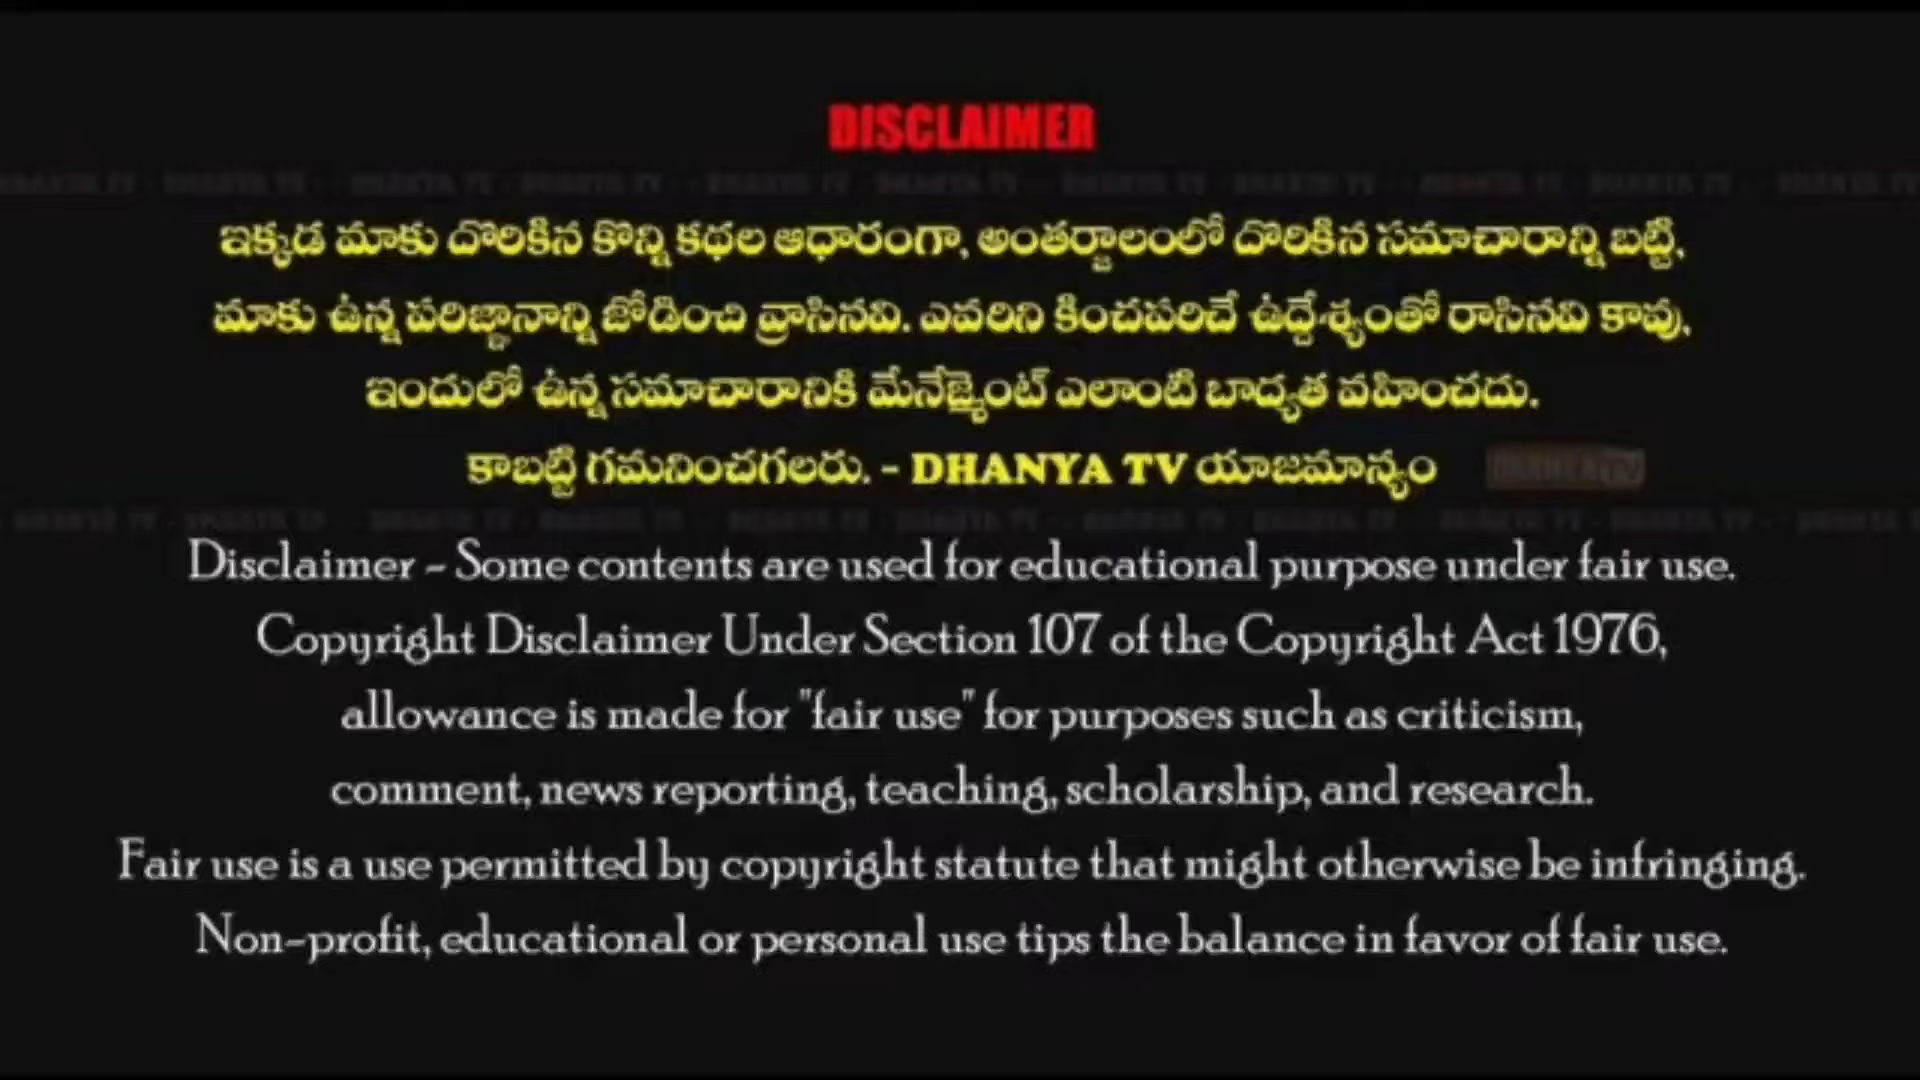 DISCLAIMER
ఇక్కడ మాకు దొరికిన కొన్ని కథల ఆధారంగా, అంతర్జాలంలో దొరికిన సమాచారాన్ని బట్టి,
మాకు ఉన్న పరిజ్ఞానాన్ని జోడించి వ్రాసినవి. ఎవరిని కించపరిచే ఉద్దేశ్యంతో రాసినవి కావు,
ఇందులో ఉన్న సమాచారానికి మేనేజ్మెంట్ ఎలాంటి బాద్యత వహించదు.
కాబట్టి గమనించగలరు. - DHANYA TV యాజమాన్యం
DHANYA TV
Disclaimer - Some contents are used for educational purpose under fair use.
Copyright Disclaimer Under Section 107 of the Copyright Act 1976,
allowance is made for "fair use" for purposes such as criticism,
comment, news reporting, teaching, scholarship, and research.
Fair use is a use permitted by copyright statute that might otherwise be infringing.
Non-profit, educational or personal use tips the balance in favor of fair use.